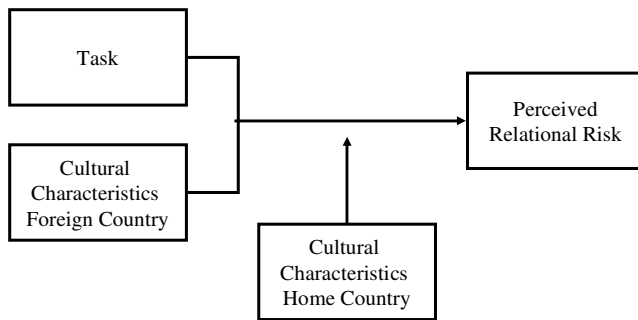 Task
Perceived
Relational Risk
Cultural
Characteristics
Foreign Country
Cultural
Characteristics
Home Country